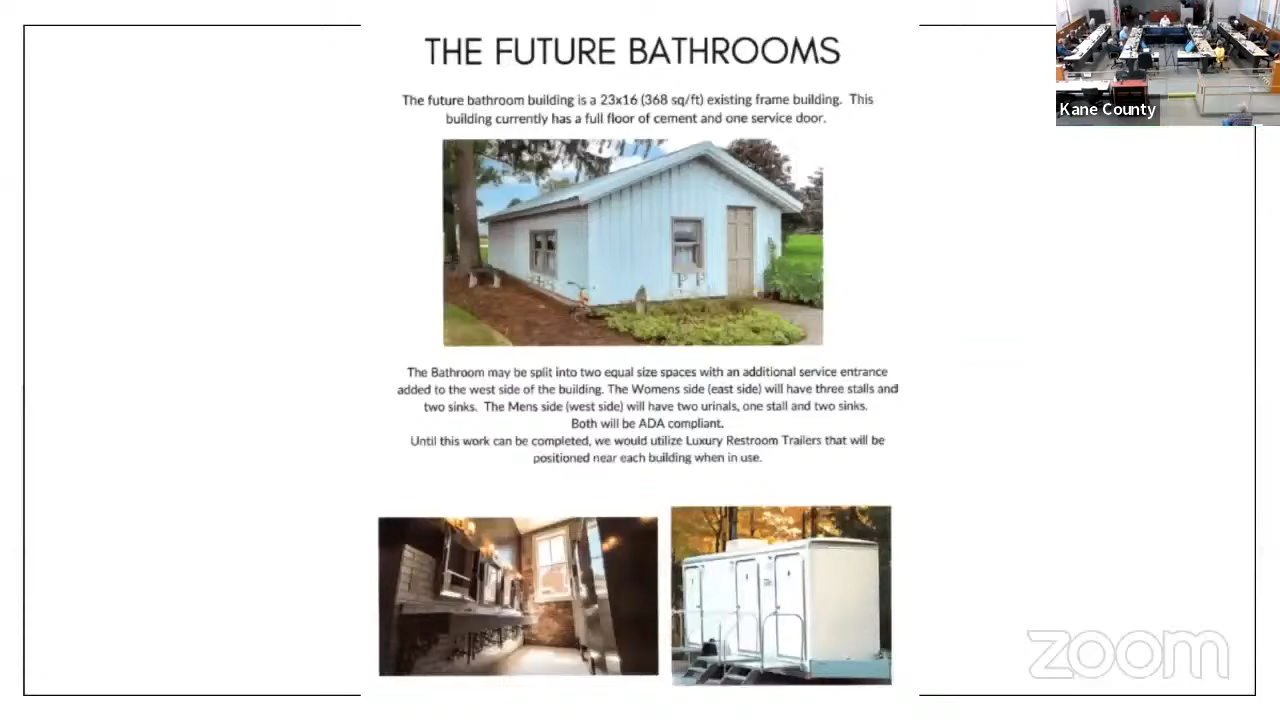 THE FUTURE BATHROOMS
The future bathroom building is a 23x16 (368 sq/ft) existing frame building. This
building currently has a full floor of cement and one service door.
Kane County
The Bathroom may be split into two equal size spaces with an additional service entrance
added to the west side of the building. The Womens side (east side) will have three stalls and
two sinks. The Mens side (west side) will have two urinals, one stall and two sinks.
Both will be ADA compliant.
Until this work can be completed, we would utilize Luxury Restroom Trailers that will be
positioned near each building when in use.
zoom